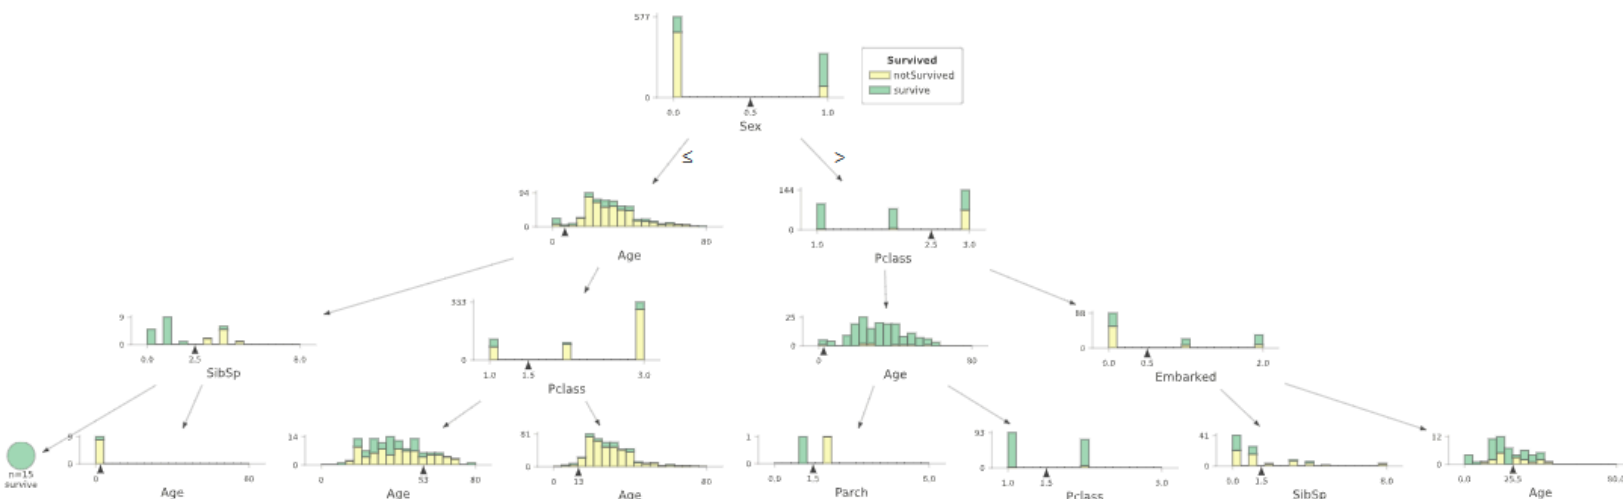 577
Survived
notSurvived
survive
0
0.0 0.5 1.0
Sex
≤ >
94
0
0 80
Age
144
0
1.0 2.5 3.0
Pclass
9
0
0.0 2.5 8.0
SibSp
333
0
1.0 1.5 3.0
Pclass
25
0
0 80
Age
88
0
0.0 0.5 2.0
Embarked
n=15
survive
9
0
0 80
Age
14
0
0 53 80
Age
81
0
0 13 80
Age
1
0
0.0 1.5 5.0
Parch
93
0
1.0 1.5 3.0
Pclass
41
0
0.0 1.5 8.0
SibSp
12
0
0.0 25.5
Age